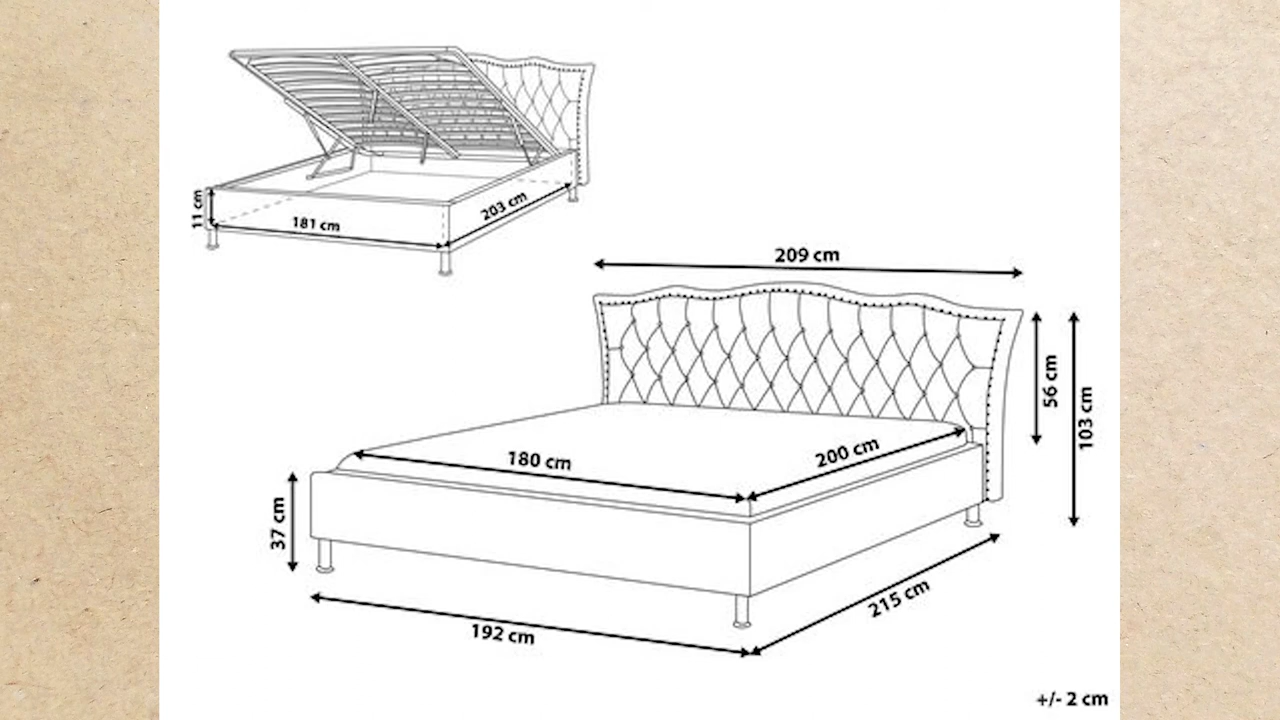 11 cm
181 cm
203 cm
209 cm
56 cm
103 cm
180 cm
200 cm
37 cm
192 cm
215 cm
+/- 2 cm